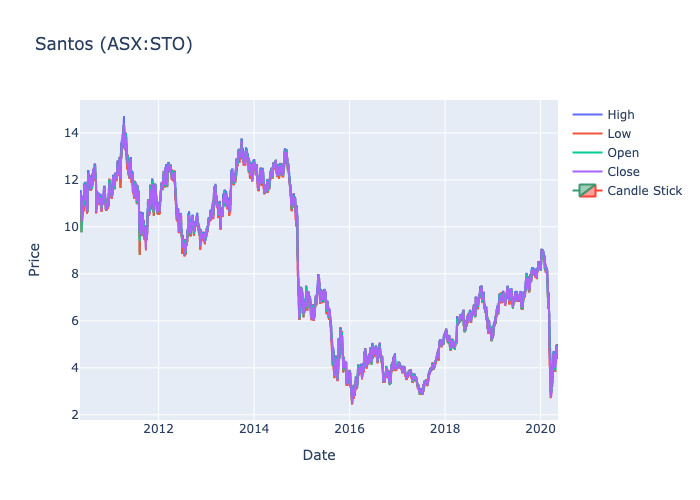 Santos (ASX:STO)
High
Low
Open
Close
Candle Stick
14
12
10
8
6
4
2
Price
2012 2014 2016 2018 2020
Date